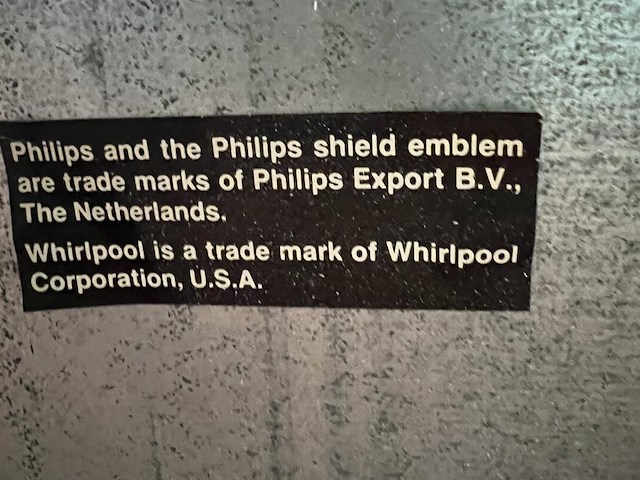 Philips and the Philips shield emblem
are trade marks of Philips Export B.V.,
The Netherlands.
Whirlpool is a trade mark of Whirlpool
Corporation, U.S.A.